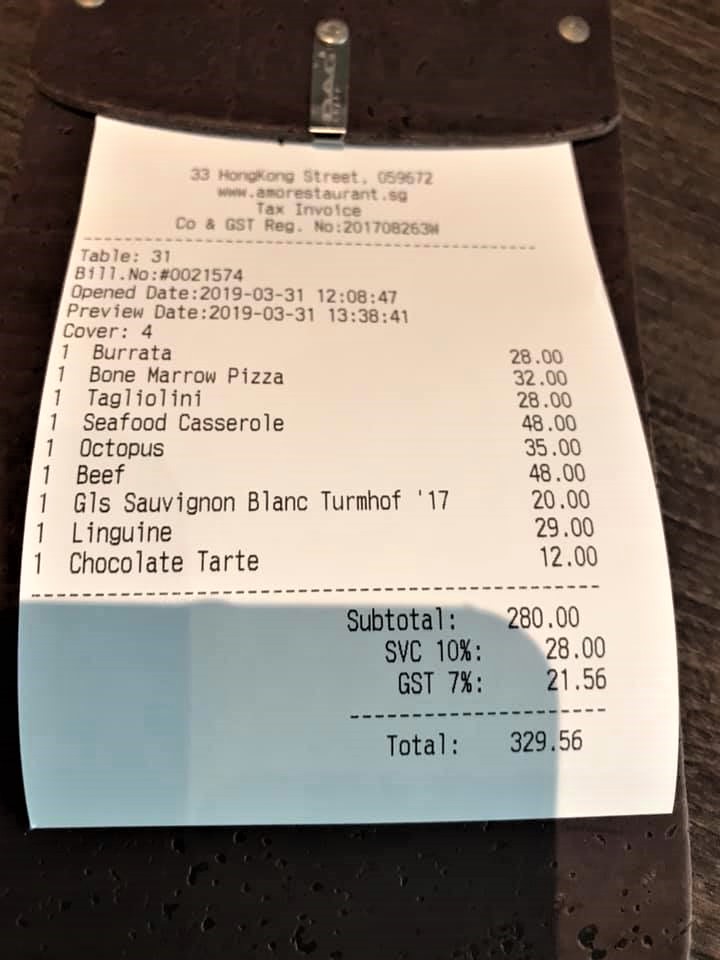 33 HongKong Street, 059672
www.amorestaurant.sg
Tax Invoice
Co & GST Reg. No:201708263W
Table: 31
Bill.No:#0021574
Opened Date:2019-03-31 12:08:47
Preview Date:2019-03-31 13:38:41
Cover: 4
1 Burrata 28.00
1 Bone Marrow Pizza 32.00
1 Tagliolini 28.00
1 Seafood Casserole 48.00
1 Octopus 35.00
1 Beef 48.00
1 Gls Sauvignon Blanc Turmhof '17 20.00
1 Linguine 29.00
1 Chocolate Tarte 12.00
Subtotal: 280.00
SVC 10%: 28.00
GST 7%: 21.56
Total: 329.56